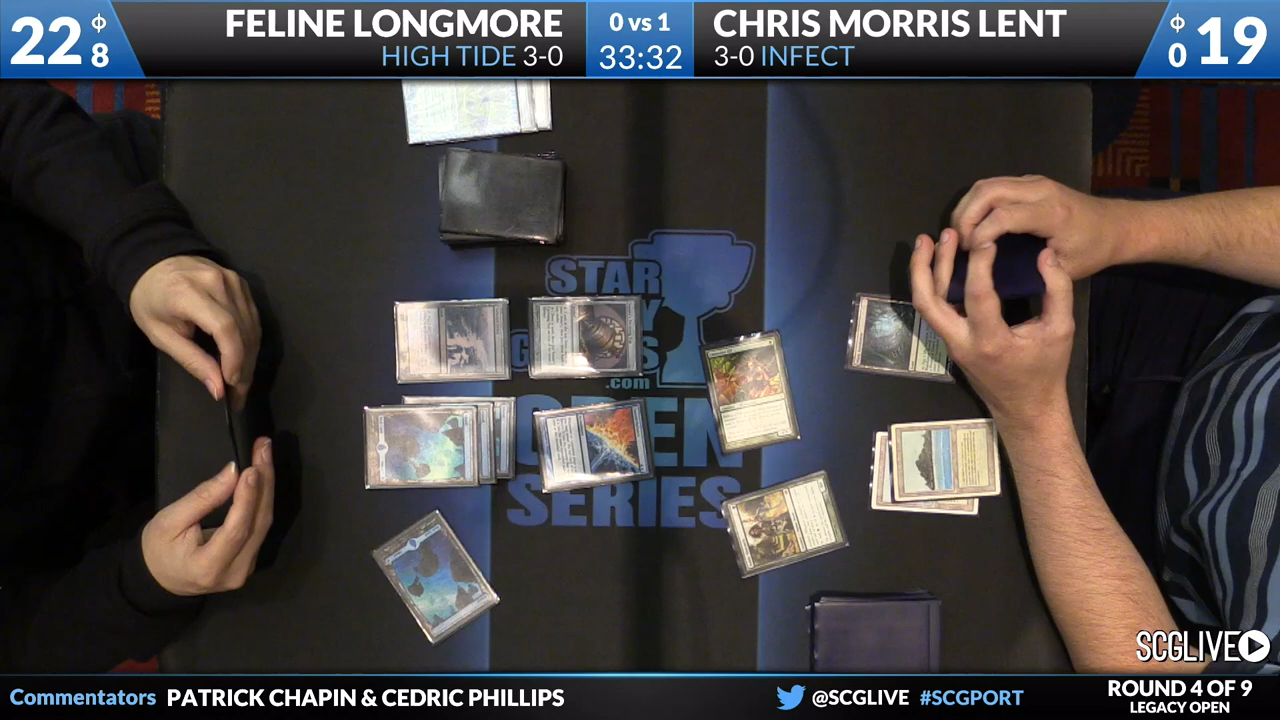 22 Φ 8
FELINE LONGMORE
HIGH TIDE 3-0
0 vs 1
33:32
CHRIS MORRIS LENT
3-0 INFECT
Φ 0 19
STAR
.com
OPEN
SERIES
SCGLIVE
Commentators PATRICK CHAPIN & CEDRIC PHILLIPS
@SCGLIVE #SCGPORT
ROUND 4 OF 9
LEGACY OPEN